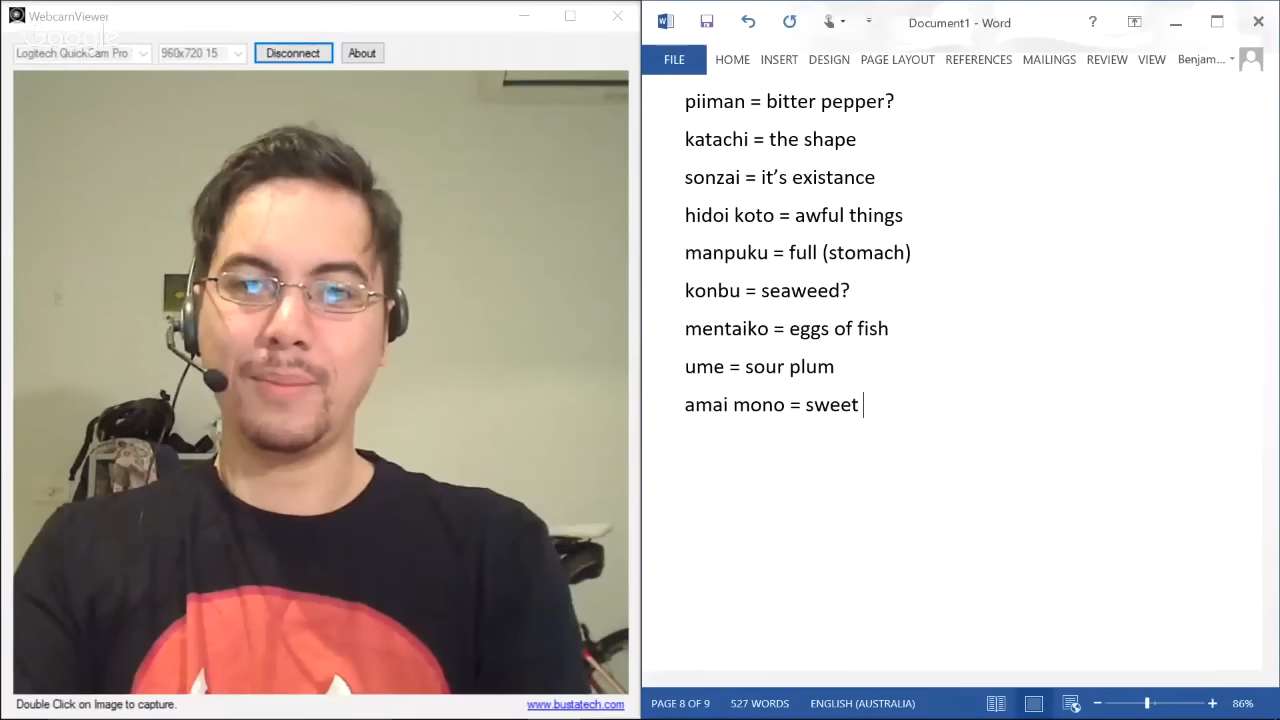 WebcamViewer
Google
Logitech QuickCam Pro
960x720 15
Disconnect
About
Double Click on Image to capture.
www.bustatech.com
Document1 - Word
?
FILE HOME INSERT DESIGN PAGE LAYOUT REFERENCES MAILINGS REVIEW VIEW Benjam...
piiman = bitter pepper?
katachi = the shape
sonzai = it’s existance
hidoi koto = awful things
manpuku = full (stomach)
konbu = seaweed?
mentaiko = eggs of fish
ume = sour plum
amai mono = sweet
PAGE 8 OF 9 527 WORDS ENGLISH (AUSTRALIA) 86%